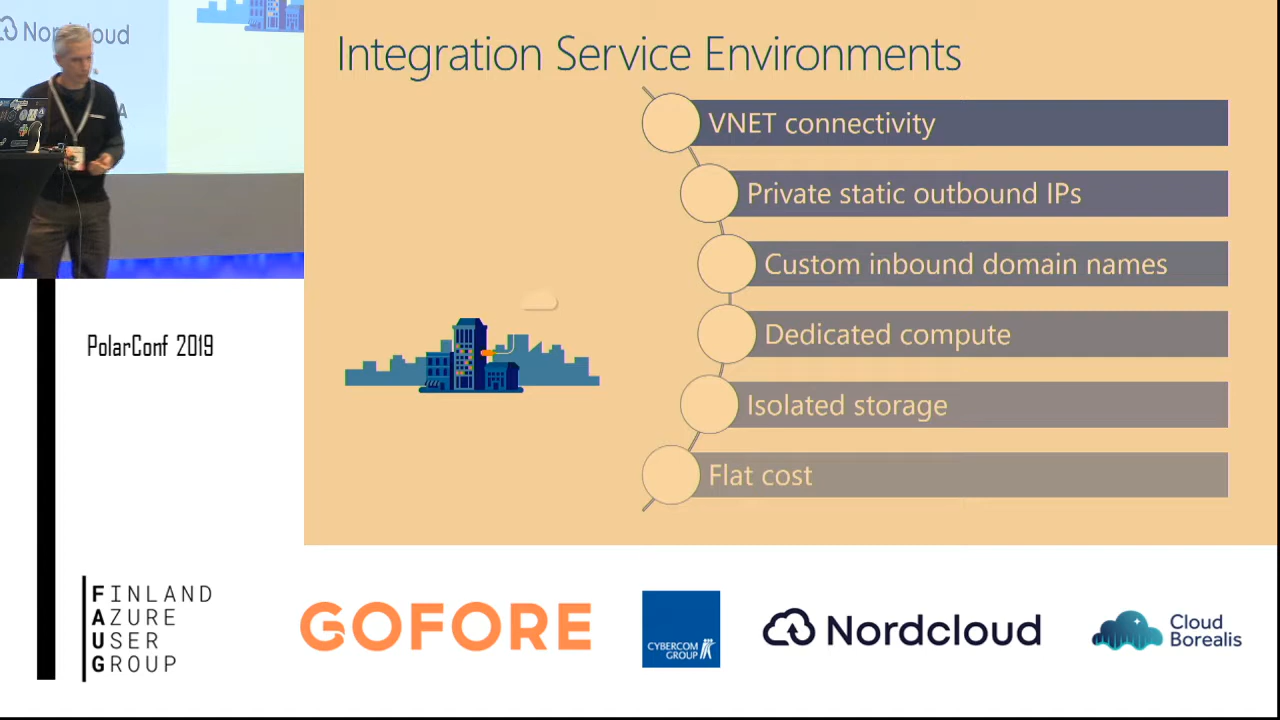 Nordcloud
Integration Service Environments
VNET connectivity
Private static outbound IPs
Custom inbound domain names
Dedicated compute
Isolated storage
Flat cost
PolarConf 2019
FINLAND
AZURE
USER
GROUP
GOFORE
CYBERCOM
GROUP
Nordcloud
Cloud
Borealis